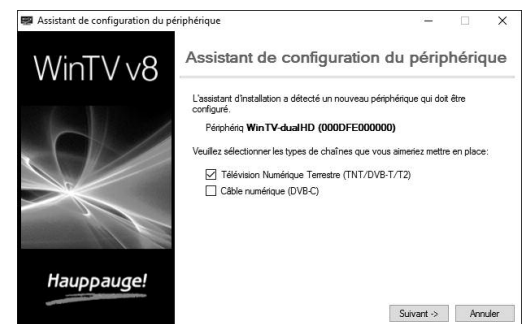 Assistant de configuration du périphérique
WinTV v8
Assistant de configuration du périphérique
L'assistant d'installation a détecté un nouveau périphérique qui doit être
configuré.
Périphériq WinTV-dualHD (000DFE000000)
Veuillez sélectionner les types de chaînes que vous aimeriez mettre en place:
Télévision Numérique Terrestre (TNT/DVB-T/T2)
Câble numérique (DVB-C)
Hauppauge!
Suivant ->
Annuler